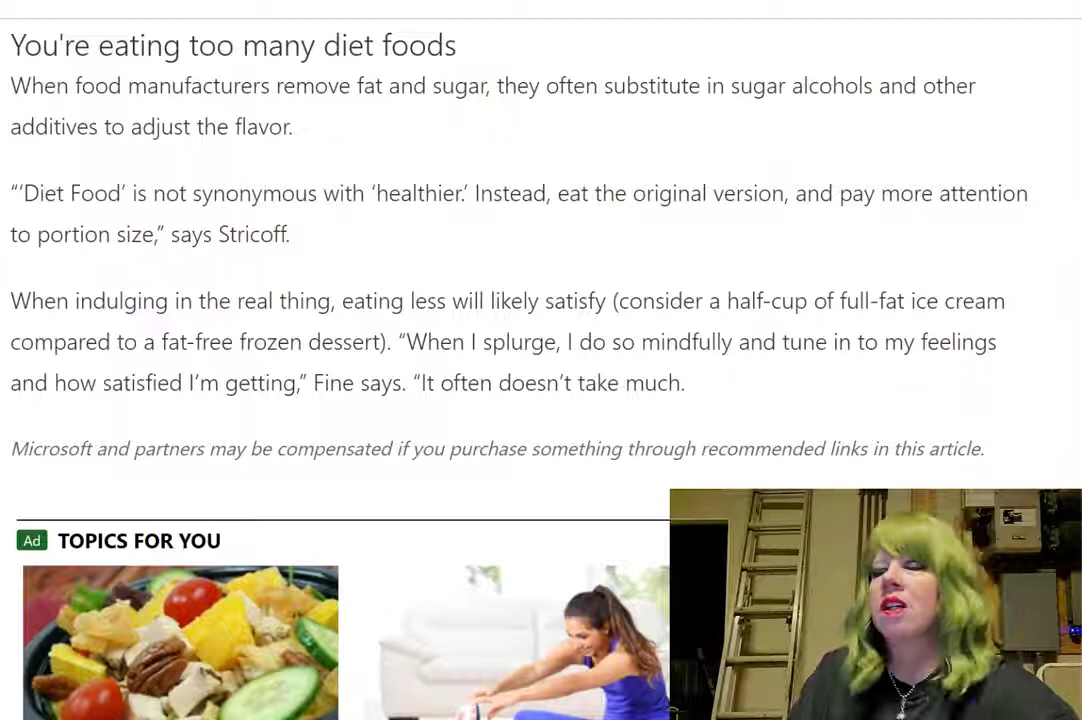 You're eating too many diet foods
When food manufacturers remove fat and sugar, they often substitute in sugar alcohols and other
additives to adjust the flavor.
“‘Diet Food’ is not synonymous with ‘healthier.’ Instead, eat the original version, and pay more attention
to portion size,” says Stricoff.
When indulging in the real thing, eating less will likely satisfy (consider a half-cup of full-fat ice cream
compared to a fat-free frozen dessert). “When I splurge, I do so mindfully and tune in to my feelings
and how satisfied I’m getting,” Fine says. “It often doesn’t take much.
Microsoft and partners may be compensated if you purchase something through recommended links in this article.
Ad TOPICS FOR YOU